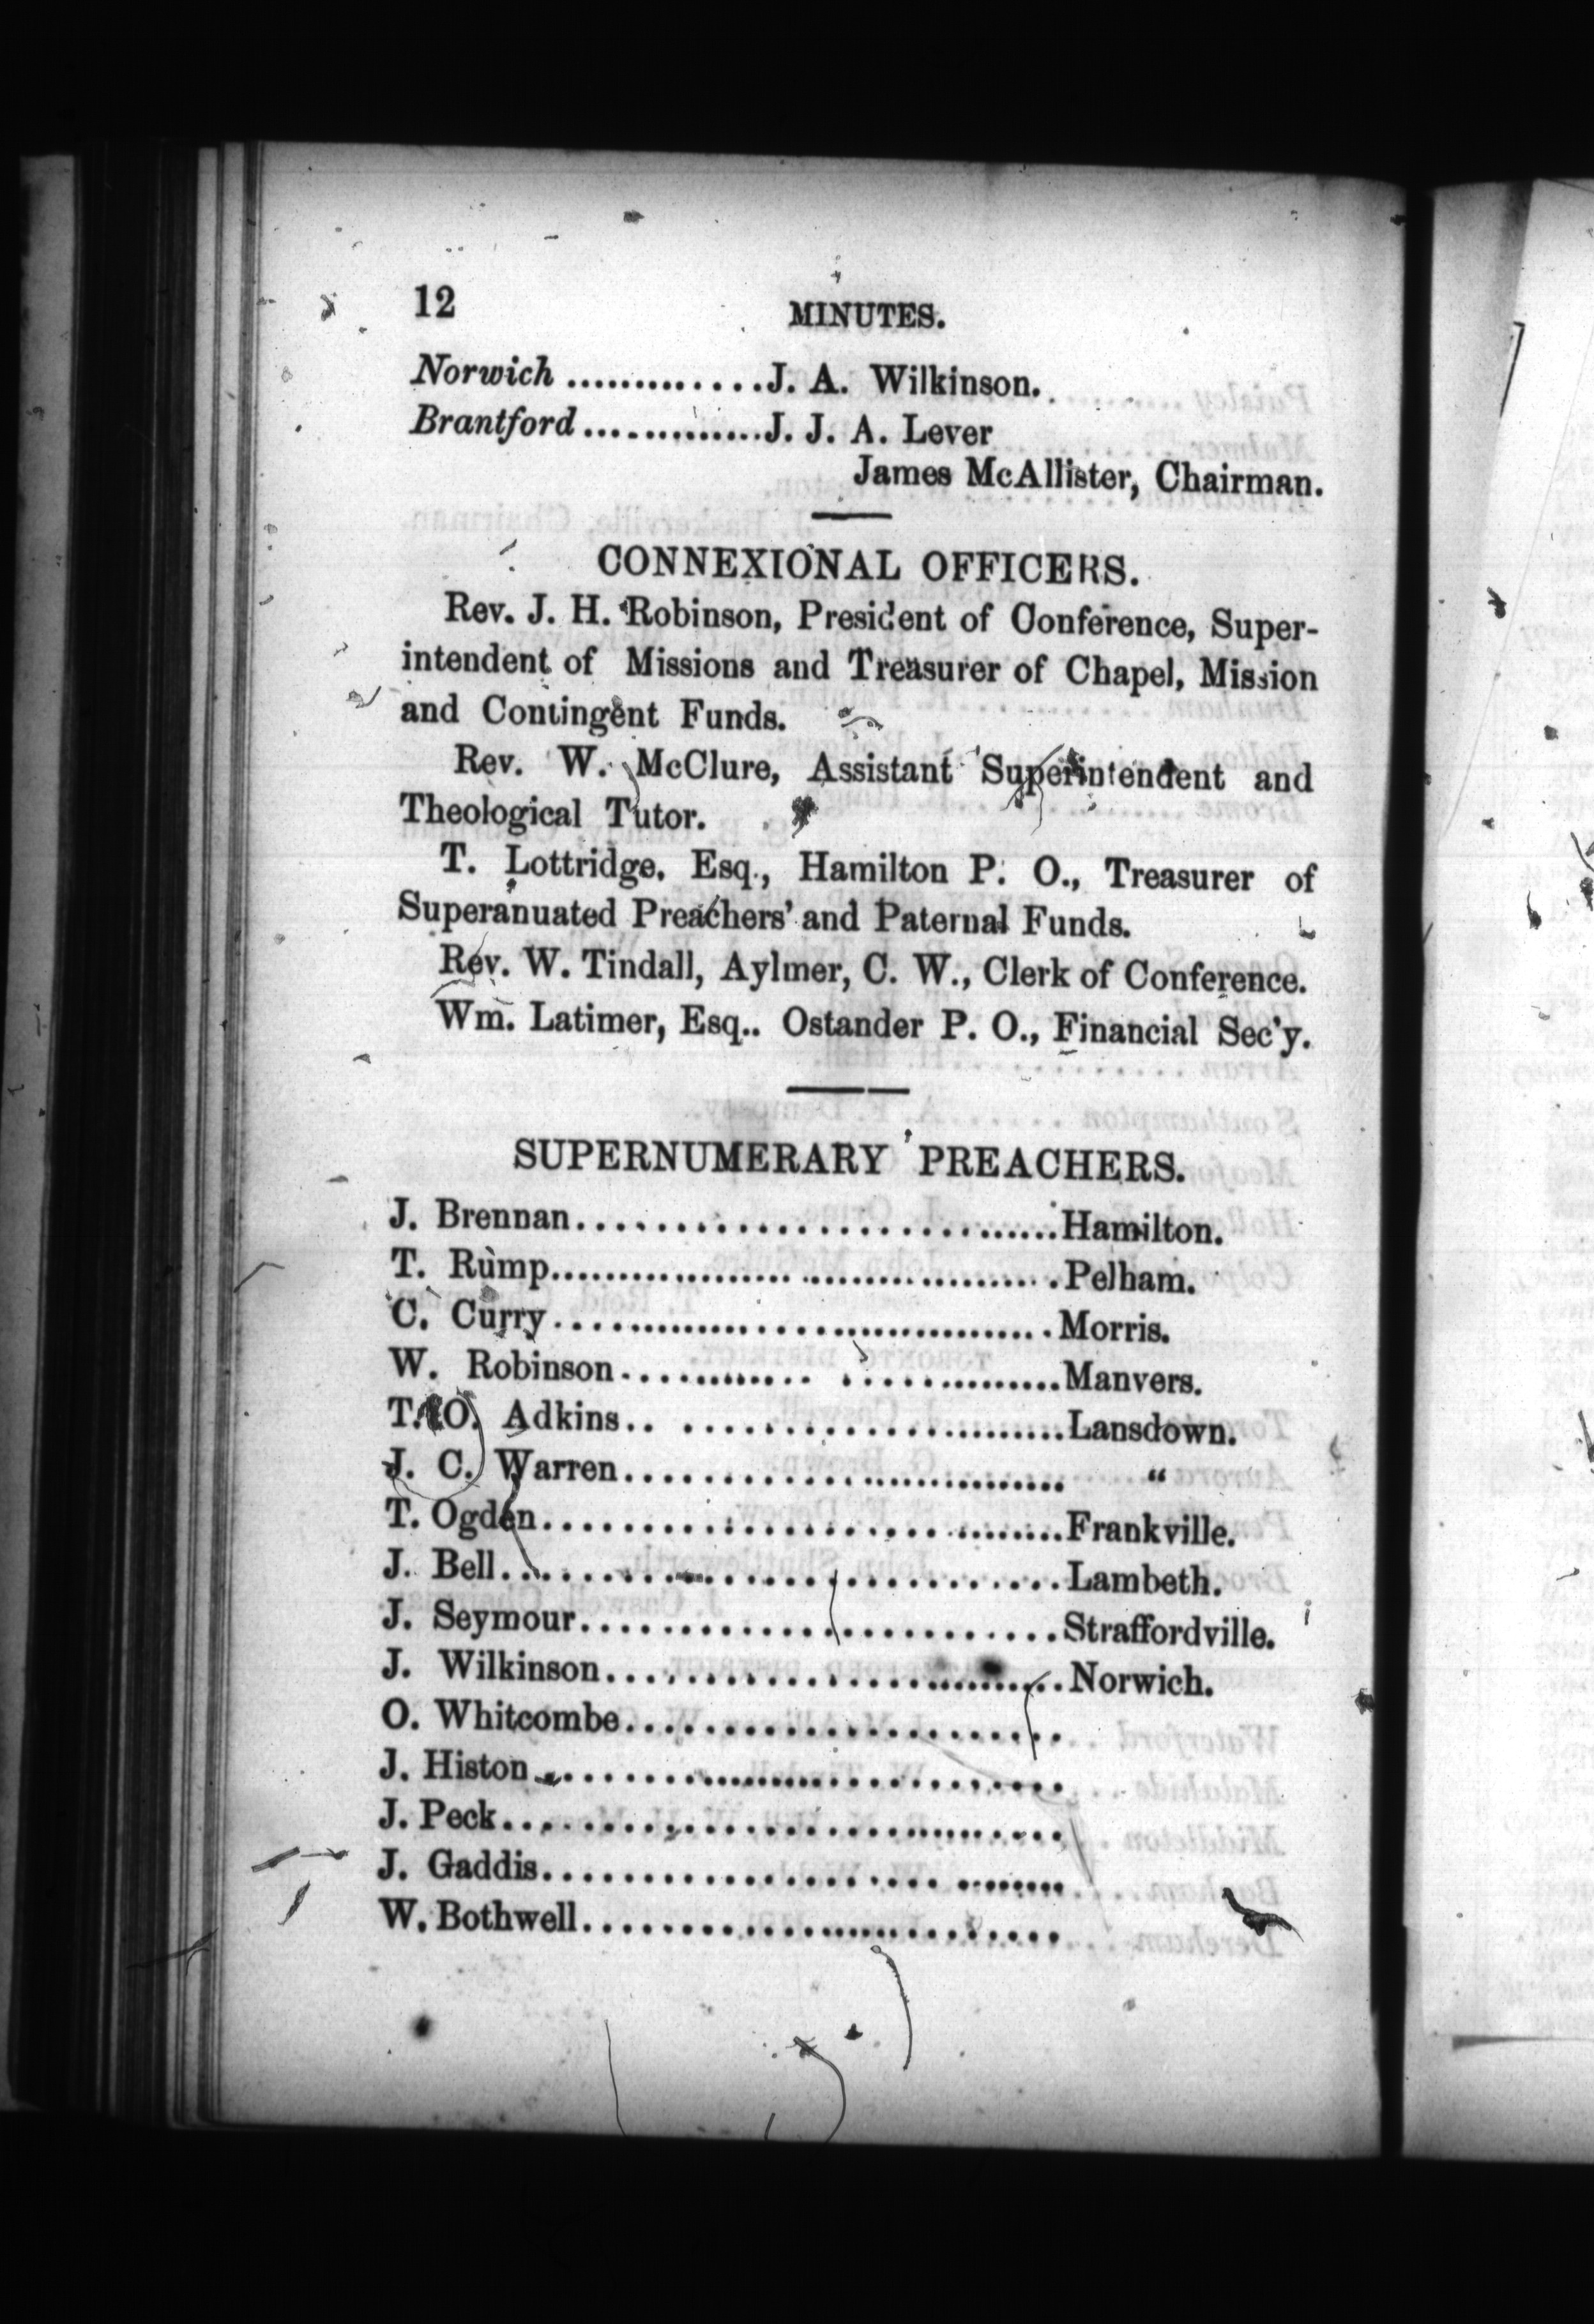 12 MINUTES.
Norwich ..............J. A. Wilkinson.
Brantford ..............J. J. A. Lever
James McAllister, Chairman.
CONNEXIONAL OFFICERS.
Rev. J. H. Robinson, President of Conference, Super-
intendent of Missions and Treasurer of Chapel, Mission
and Contingent Funds.
Rev. W. McClure, Assistant Superintendent and
Theological Tutor.
T. Lottridge, Esq., Hamilton P. O., Treasurer of
Superanuated Preachers' and Paternal Funds.
Rev. W. Tindall, Aylmer, C. W., Clerk of Conference.
Wm. Latimer, Esq.. Ostander P. O., Financial Sec'y.
SUPERNUMERARY PREACHERS.
J. Brennan..............................Hamilton.
T. Rump..............................Pelham.
C. Curry..............................Morris.
W. Robinson..............................Manvers.
T. O. Adkins..............................Lansdown.
J. C. Warren.............................. "
T. Ogden..............................Frankville.
J. Bell..............................Lambeth.
J. Seymour..............................Straffordville.
J. Wilkinson..............................Norwich.
O. Whitcombe..............................
J. Histon..............................
J. Peck..............................
J. Gaddis..............................
W. Bothwell..............................